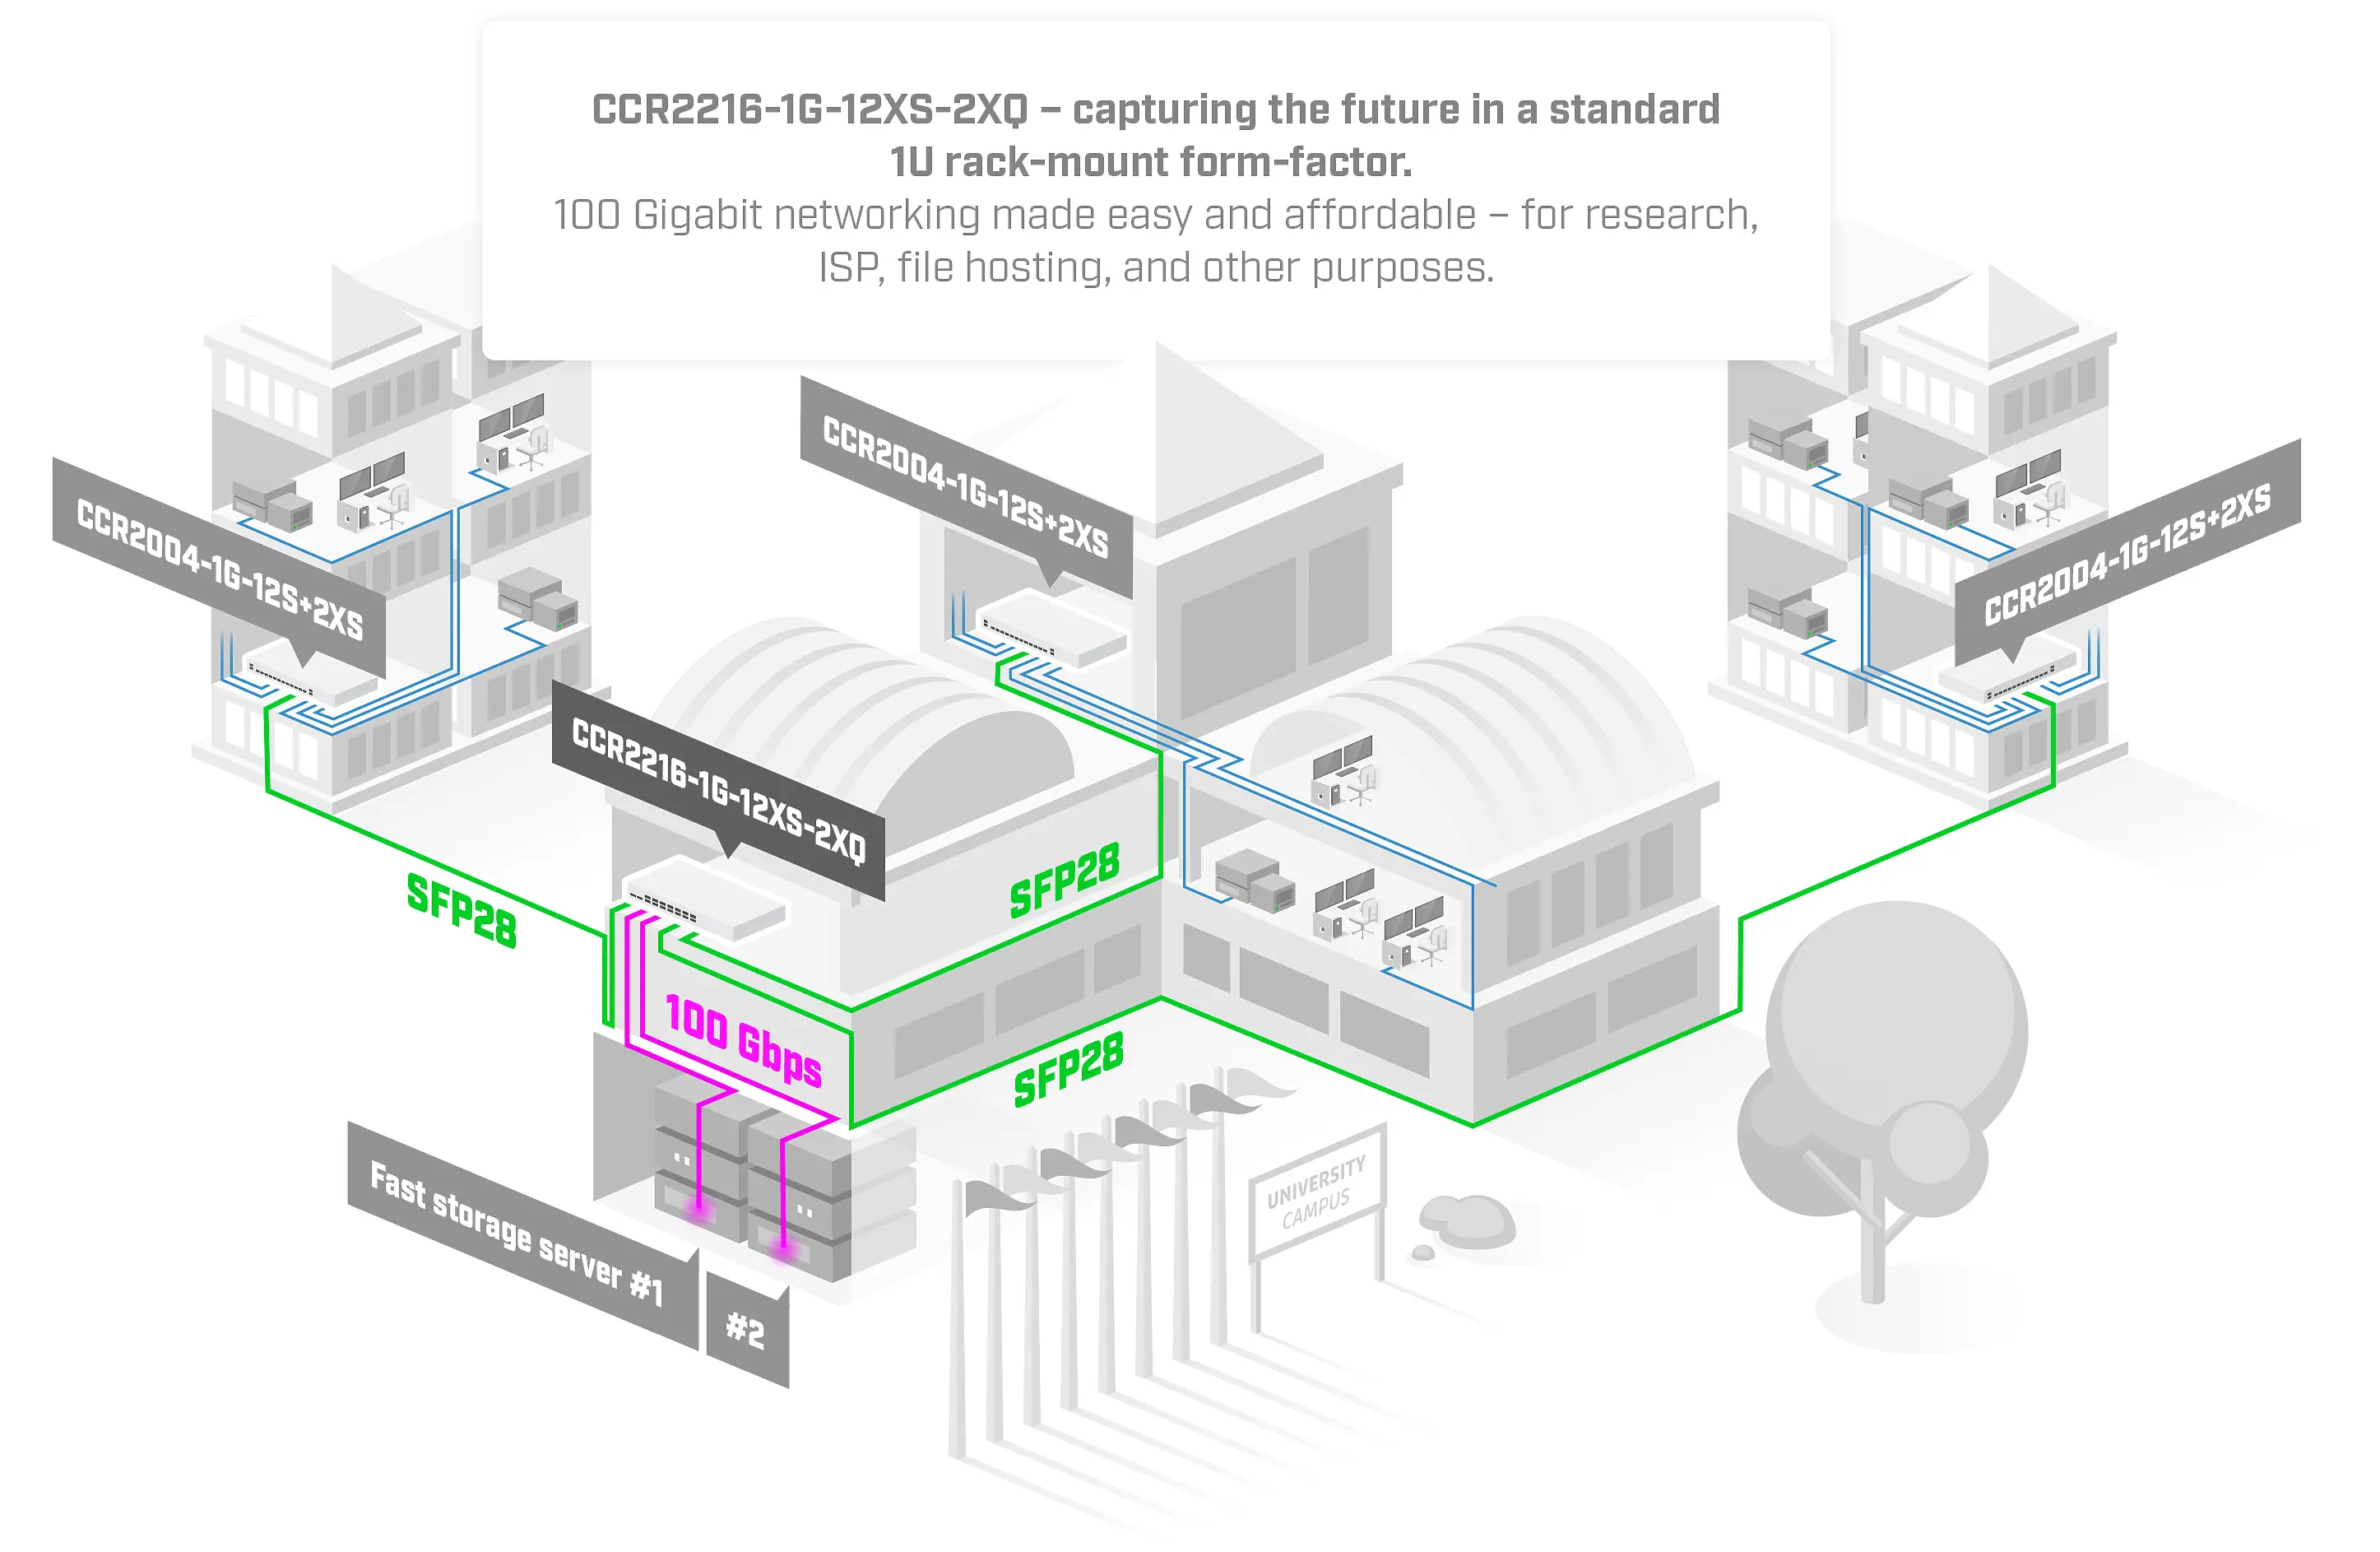 CCR2216-1G-12XS-2XQ – capturing the future in a standard
1U rack-mount form-factor.
100 Gigabit networking made easy and affordable – for research,
ISP, file hosting, and other purposes.
CCR2004-1G-12S+2XS
CCR2004-1G-12S+2XS
CCR2004-1G-12S+2XS
CCR2216-1G-12XS-2XQ
SFP28
SFP28
100 Gbps
SFP28
Fast storage server #1
#2
UNIVERSITY
CAMPUS